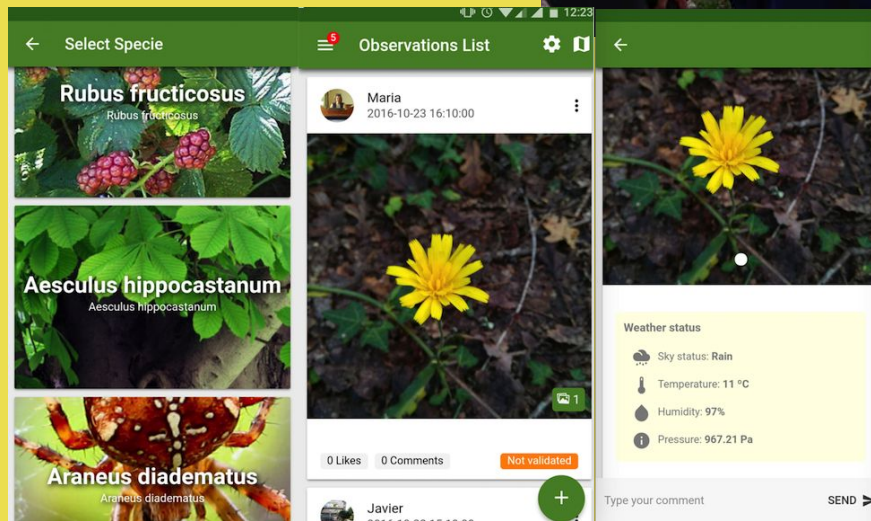 Select Specie
Rubus fructicosus
Rubus fructicosus
Aesculus hippocastanum
Aesculus hippocastanum
Araneus diadematus
Araneus diadematus
12:23
5
Observations List
Maria
2016-10-23 16:10:00
1
0 Likes
0 Comments
Not validated
+
Javier
Weather status
Sky status: Rain
Temperature: 11 ºC
Humidity: 97%
Pressure: 967.21 Pa
Type your comment
SEND